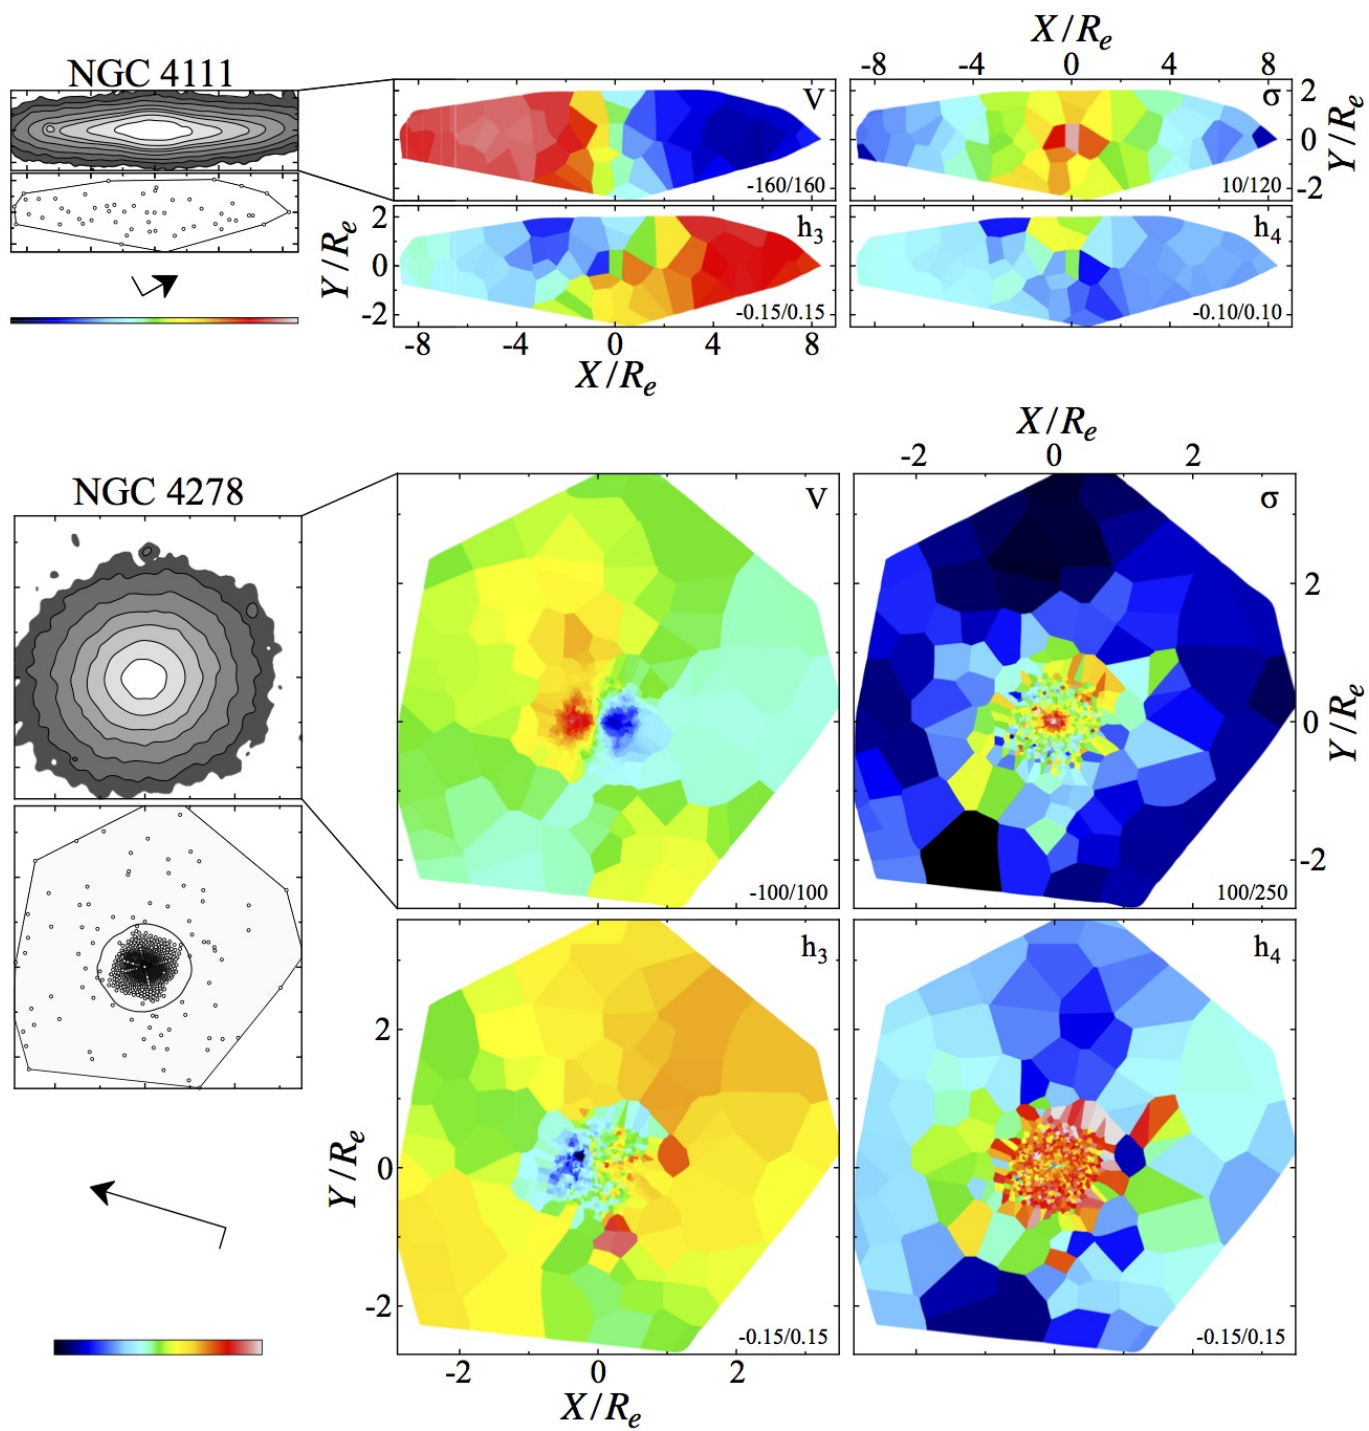 X/Rₑ
-8 -4 0 4 8
NGC 4111
V
-160/160
σ
10/120
2
0
-2
Y/Rₑ
h₃
-0.15/0.15
h₄
-0.10/0.10
2
0
-2
Y/Rₑ
-8 -4 0 4 8
X/Rₑ
X/Rₑ
-2 0 2
NGC 4278
V
-100/100
σ
100/250
2
0
-2
Y/Rₑ
h₃
-0.15/0.15
h₄
-0.15/0.15
2
0
-2
Y/Rₑ
-2 0 2
X/Rₑ